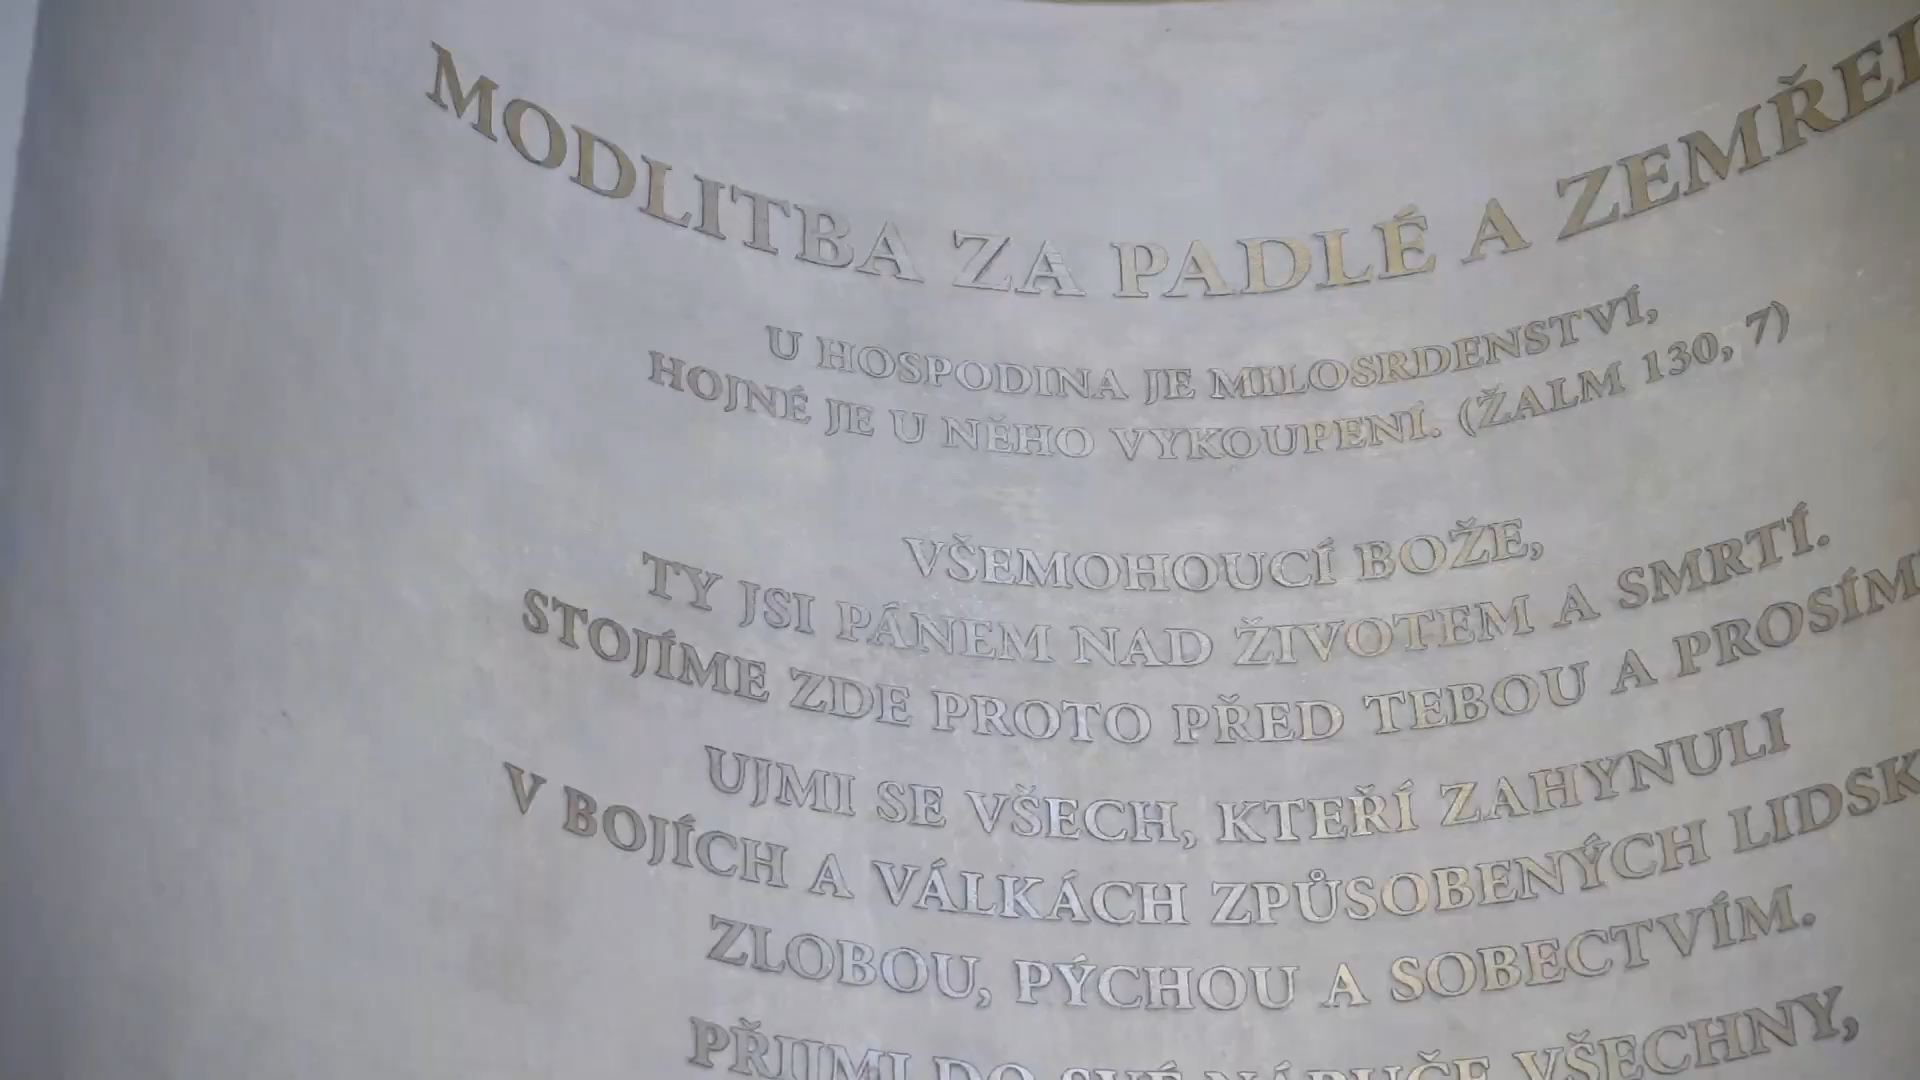 MODLITBA ZA PADLÉ A ZEMŘEL
U HOSPODINA JE MILOSRDENSTVÍ,
HOJNÉ JE U NĚHO VYKOUPENÍ. (ŽALM 130, 7)
VŠEMOHOUCÍ BOŽE,
TY JSI PÁNEM NAD ŽIVOTEM A SMRTÍ.
STOJÍME ZDE PROTO PŘED TEBOU A PROSÍM
UJMI SE VŠECH, KTEŘÍ ZAHYNULI
V BOJÍCH A VÁLKÁCH ZPŮSOBENÝCH LIDSK
ZLOBOU, PÝCHOU A SOBECTVÍM.
PŘIJMI DO SVÉ NÁRUČE VŠECHNY,